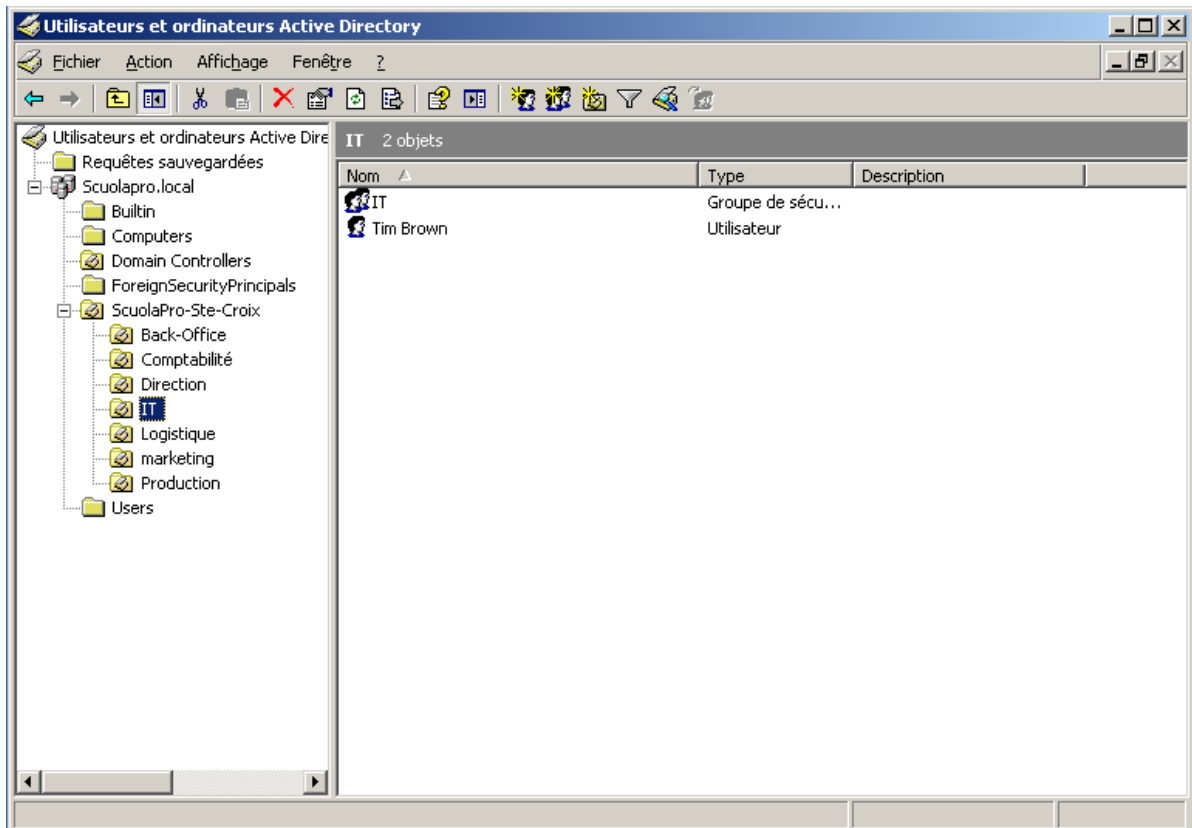 Utilisateurs et ordinateurs Active Directory
Fichier Action Affichage Fenêtre ?
Utilisateurs et ordinateurs Active Dire
Requêtes sauvegardées
Scuolapro.local
Builtin
Computers
Domain Controllers
ForeignSecurityPrincipals
ScuolaPro-Ste-Croix
Back-Office
Comptabilité
Direction
IT
Logistique
marketing
Production
Users
IT 2 objets
Nom Type Description
IT Groupe de sécu...
Tim Brown Utilisateur